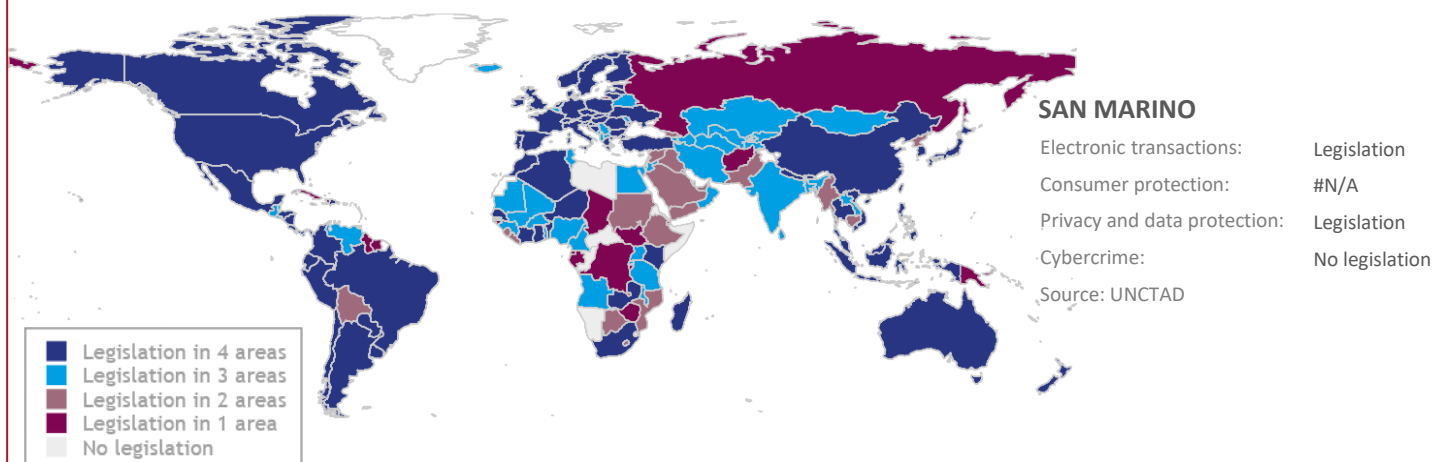 SAN MARINO
Electronic transactions: Legislation
Consumer protection: #N/A
Privacy and data protection: Legislation
Cybercrime: No legislation
Source: UNCTAD
Legislation in 4 areas
Legislation in 3 areas
Legislation in 2 areas
Legislation in 1 area
No legislation